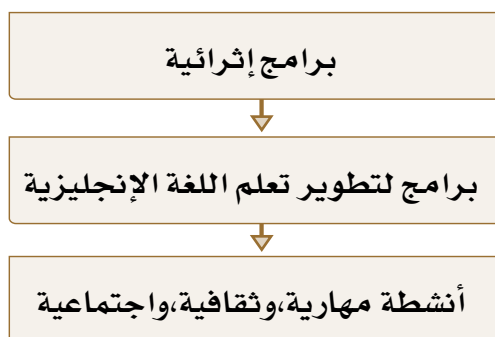 برامج إثرائية
برامج لتطوير تعلم اللغة الإنجليزية
أنشطة مهارية،وثقافية،واجتماعية